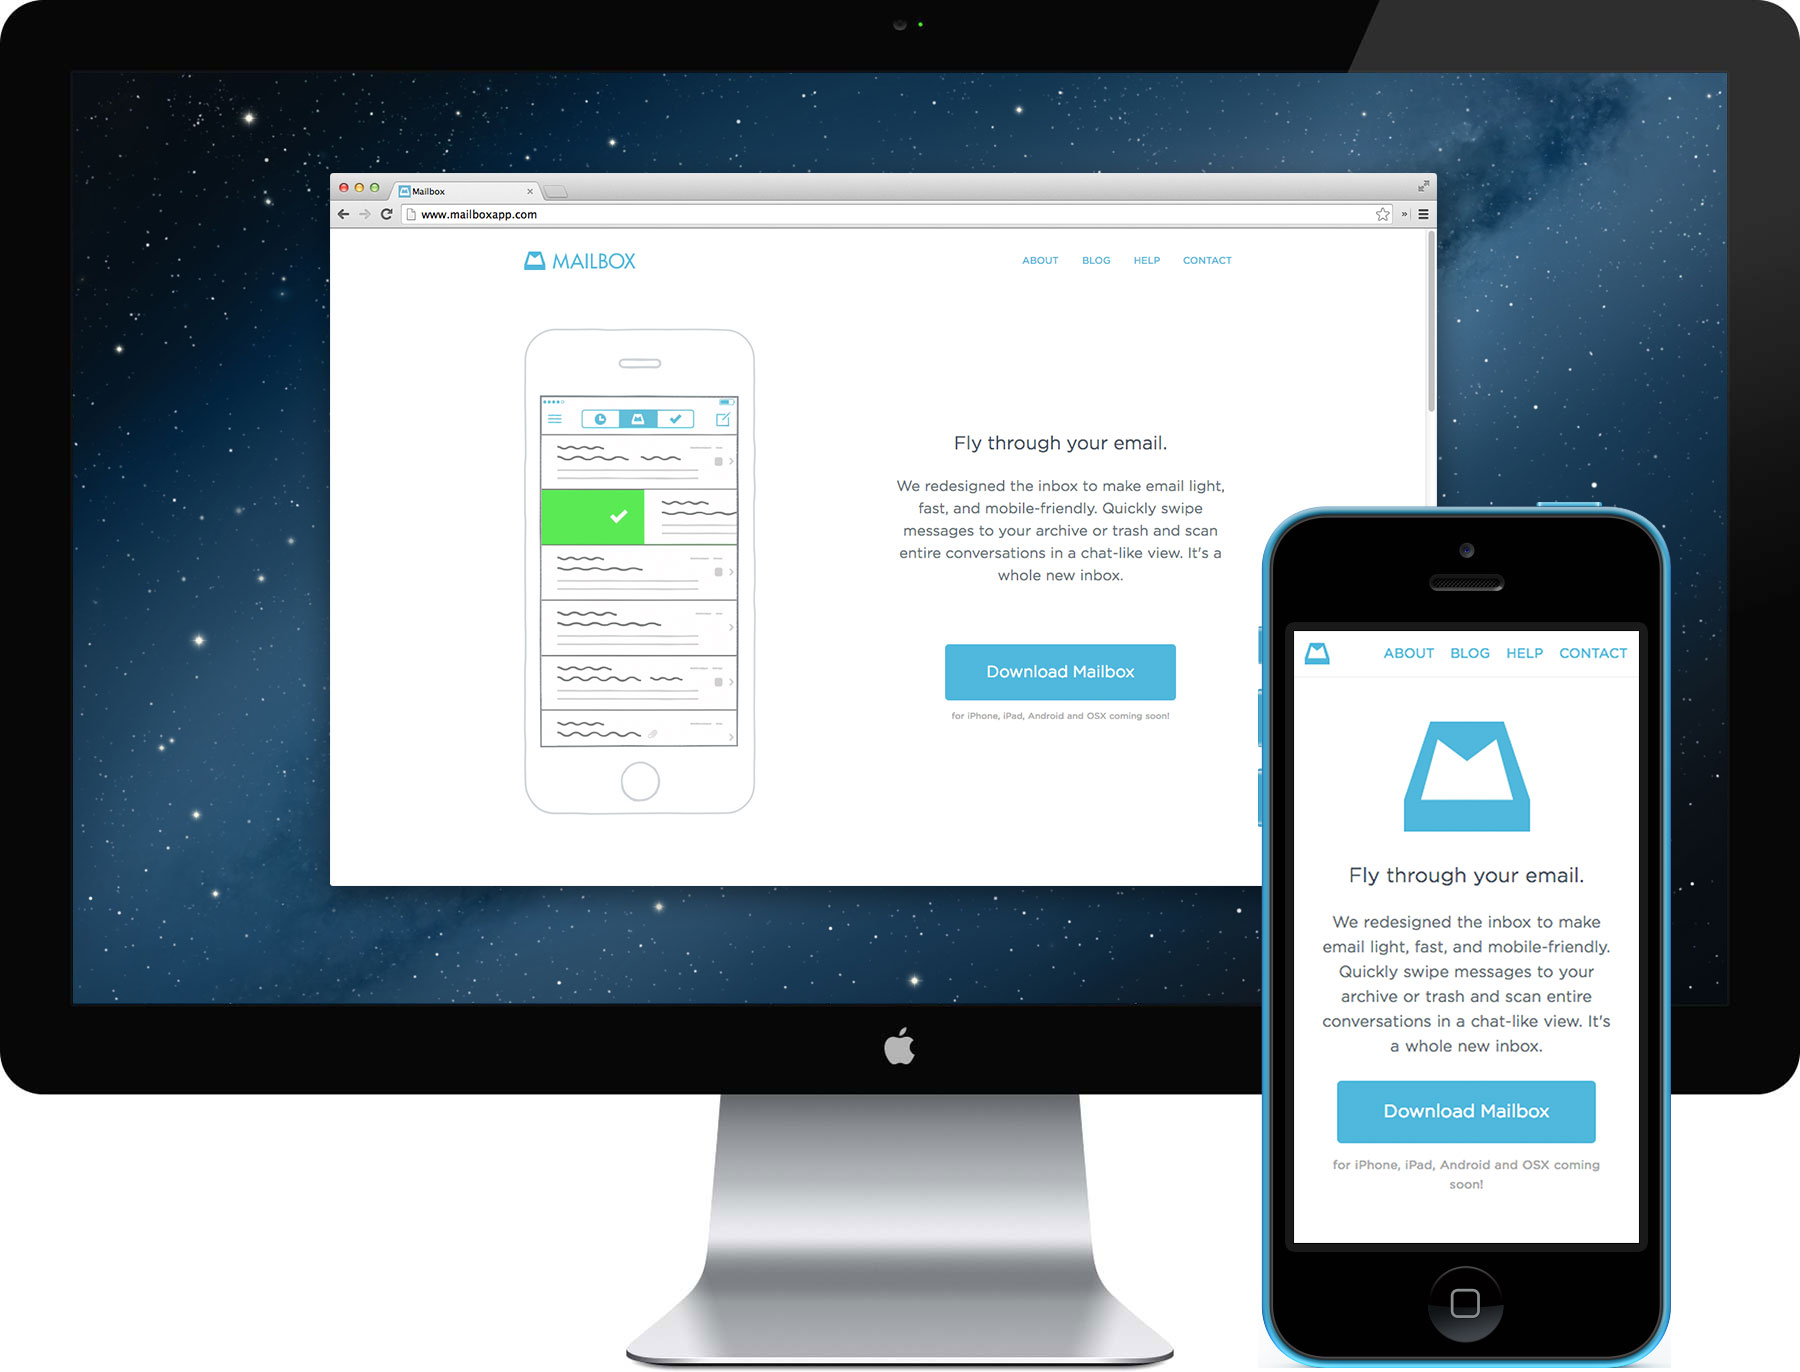 Mailbox
www.mailboxapp.com
MAILBOX
ABOUT BLOG HELP CONTACT
Fly through your email.
We redesigned the inbox to make email light,
fast, and mobile-friendly. Quickly swipe
messages to your archive or trash and scan
entire conversations in a chat-like view. It's a
whole new inbox.
Download Mailbox
for iPhone, iPad, Android and OSX coming soon!
ABOUT BLOG HELP CONTACT
Fly through your email.
We redesigned the inbox to make
email light, fast, and mobile-friendly.
Quickly swipe messages to your
archive or trash and scan entire
conversations in a chat-like view. It's
a whole new inbox.
Download Mailbox
for iPhone, iPad, Android and OSX coming
soon!